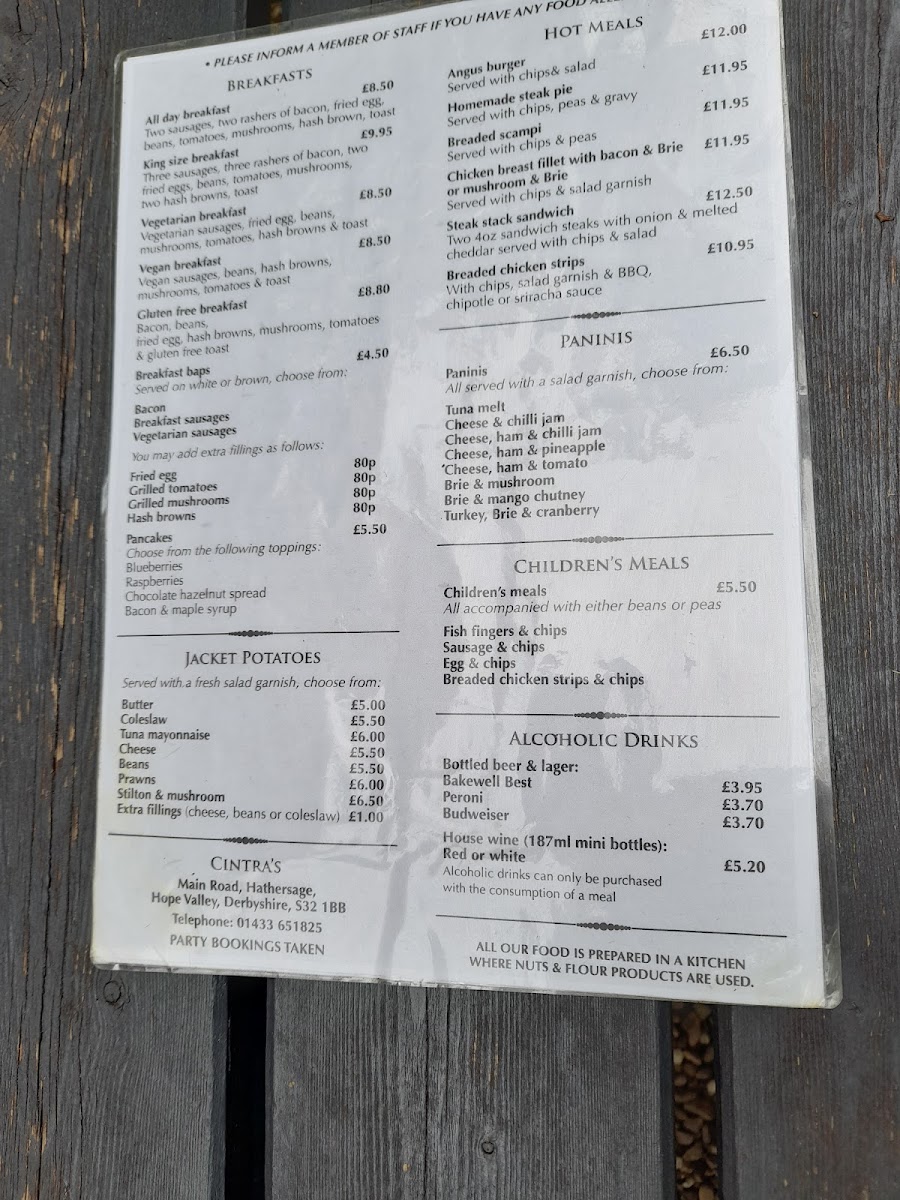 • PLEASE INFORM A MEMBER OF STAFF IF YOU HAVE ANY FOOD
BREAKFASTS
All day breakfast £8.50
Two sausages, two rashers of bacon, fried egg,
beans, tomatoes, mushrooms, hash brown, toast
King size breakfast £9.95
Three sausages, three rashers of bacon, two
fried eggs, beans, tomatoes, mushrooms,
two hash browns, toast
Vegetarian breakfast £8.50
Vegetarian sausages, fried egg, beans,
mushrooms, tomatoes, hash browns & toast
Vegan breakfast £8.50
Vegan sausages, beans, hash browns,
mushrooms, tomatoes & toast
Gluten free breakfast £8.80
Bacon, beans,
fried egg, hash browns, mushrooms, tomatoes
& gluten free toast
Breakfast baps £4.50
Served on white or brown, choose from:
Bacon
Breakfast sausages
Vegetarian sausages
You may add extra fillings as follows:
Fried egg 80p
Grilled tomatoes 80p
Grilled mushrooms 80p
Hash browns 80p
Pancakes £5.50
Choose from the following toppings:
Blueberries
Raspberries
Chocolate hazelnut spread
Bacon & maple syrup
JACKET POTATOES
Served with a fresh salad garnish, choose from:
Butter £5.00
Coleslaw £5.50
Tuna mayonnaise £6.00
Cheese £5.50
Beans £5.50
Prawns £6.00
Stilton & mushroom £6.50
Extra fillings (cheese, beans or coleslaw) £1.00
CINTRA'S
Main Road, Hathersage,
Hope Valley, Derbyshire, S32 1BB
Telephone: 01433 651825
PARTY BOOKINGS TAKEN
HOT MEALS
Angus burger £12.00
Served with chips& salad
Homemade steak pie £11.95
Served with chips, peas & gravy
Breaded scampi £11.95
Served with chips & peas
Chicken breast fillet with bacon & Brie £11.95
or mushroom & Brie
Served with chips & salad garnish
Steak stack sandwich £12.50
Two 4oz sandwich steaks with onion & melted
cheddar served with chips & salad
Breaded chicken strips £10.95
With chips, salad garnish & BBQ,
chipotle or sriracha sauce
PANINIS
Paninis £6.50
All served with a salad garnish, choose from:
Tuna melt
Cheese & chilli jam
Cheese, ham & chilli jam
Cheese, ham & pineapple
Cheese, ham & tomato
Brie & mushroom
Brie & mango chutney
Turkey, Brie & cranberry
CHILDREN'S MEALS
Children's meals £5.50
All accompanied with either beans or peas
Fish fingers & chips
Sausage & chips
Egg & chips
Breaded chicken strips & chips
ALCOHOLIC DRINKS
Bottled beer & lager:
Bakewell Best £3.95
Peroni £3.70
Budweiser £3.70
House wine (187ml mini bottles):
Red or white £5.20
Alcoholic drinks can only be purchased
with the consumption of a meal
ALL OUR FOOD IS PREPARED IN A KITCHEN
WHERE NUTS & FLOUR PRODUCTS ARE USED.